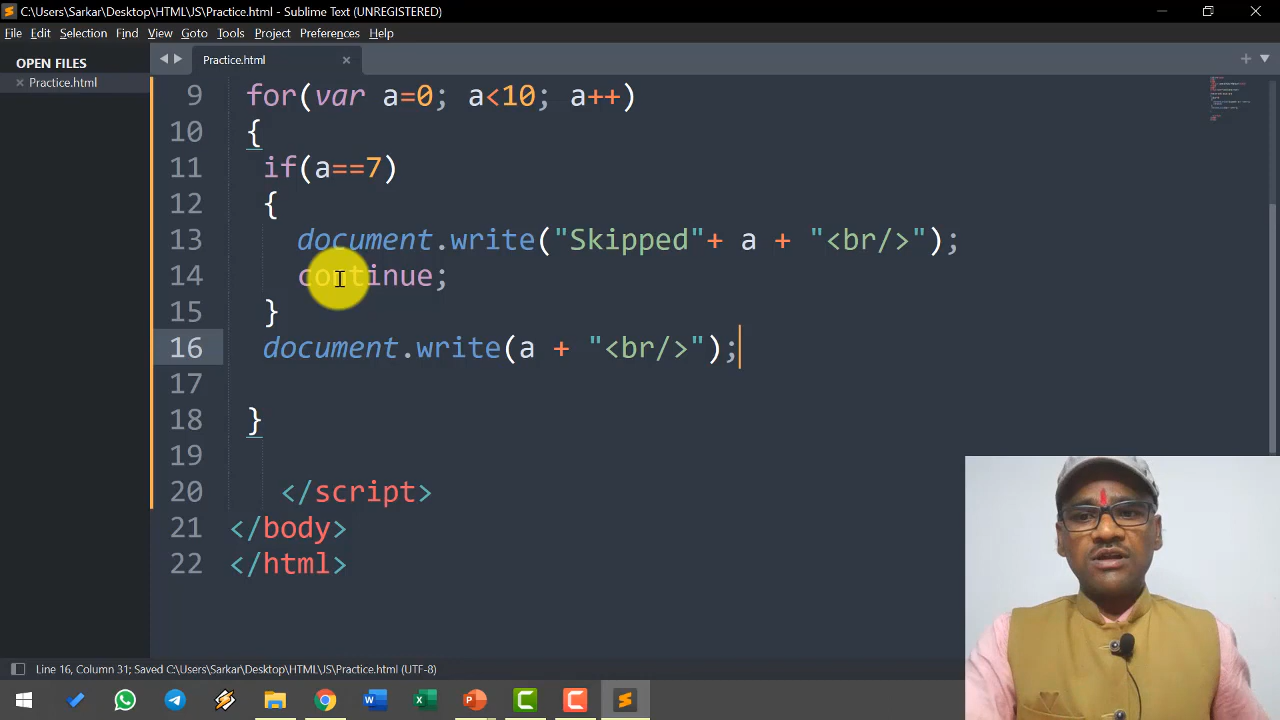 C:\Users\Sarkar\Desktop\HTML\JS\Practice.html - Sublime Text (UNREGISTERED)
File Edit Selection Find View Goto Tools Project Preferences Help
OPEN FILES
Practice.html
Practice.html
9 for(var a=0; a<10; a++)
10 {
11 if(a==7)
12 {
13 document.write("Skipped"+ a + "<br/>");
14 continue;
15 }
16 document.write(a + "<br/>");
17
18 }
19
20 </script>
21 </body>
22 </html>
Line 16, Column 31; Saved C:\Users\Sarkar\Desktop\HTML\JS\Practice.html (UTF-8)